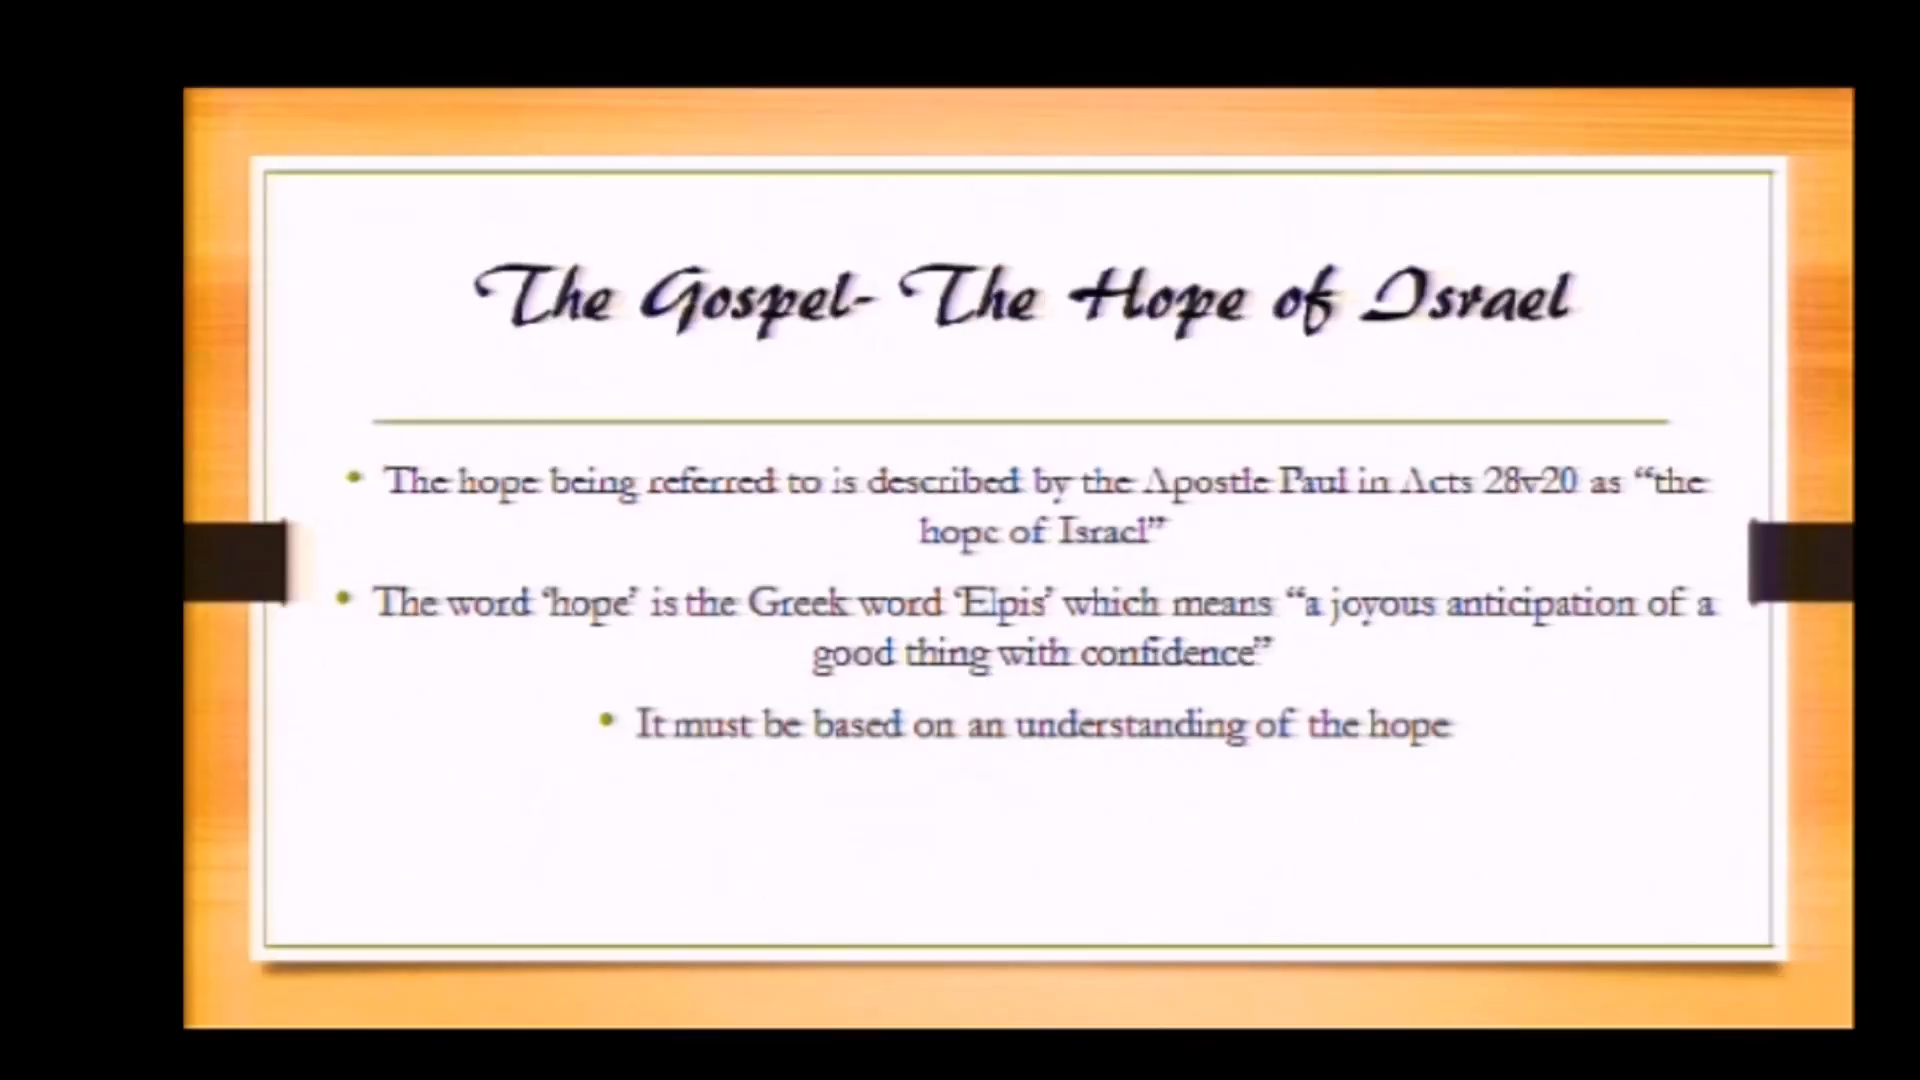 The Gospel- The Hope of Israel
• The hope being referred to is described by the Apostle Paul in Acts 28v20 as “the
hope of Israel”
• The word ‘hope’ is the Greek word ‘Elpis’ which means “a joyous anticipation of a
good thing with confidence”
• It must be based on an understanding of the hope